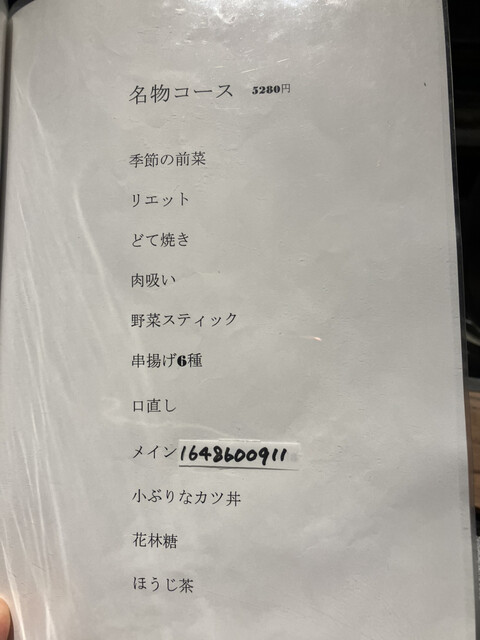 名物コース 5280円
季節の前菜
リエット
どて焼き
肉吸い
野菜スティック
串揚げ6種
口直し
メイン1648600911
小ぶりなカツ丼
花林糖
ほうじ茶